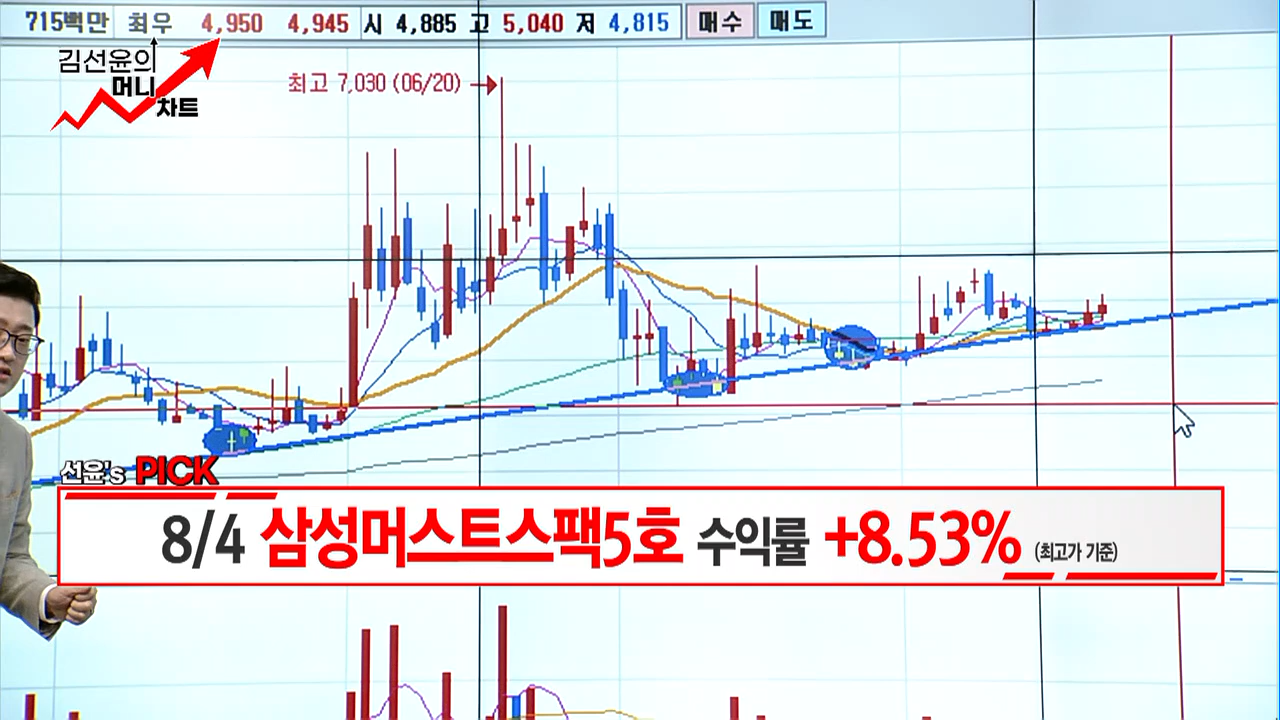 715백만 최우 4,950 4,945 시 4,885 고 5,040 저 4,815 매수 매도
김선윤의
머니
차트
최고 7,030 (06/20)
선윤's PICK
8/4 삼성머스트스팩5호 수익률 +8.53% (최고가 기준)